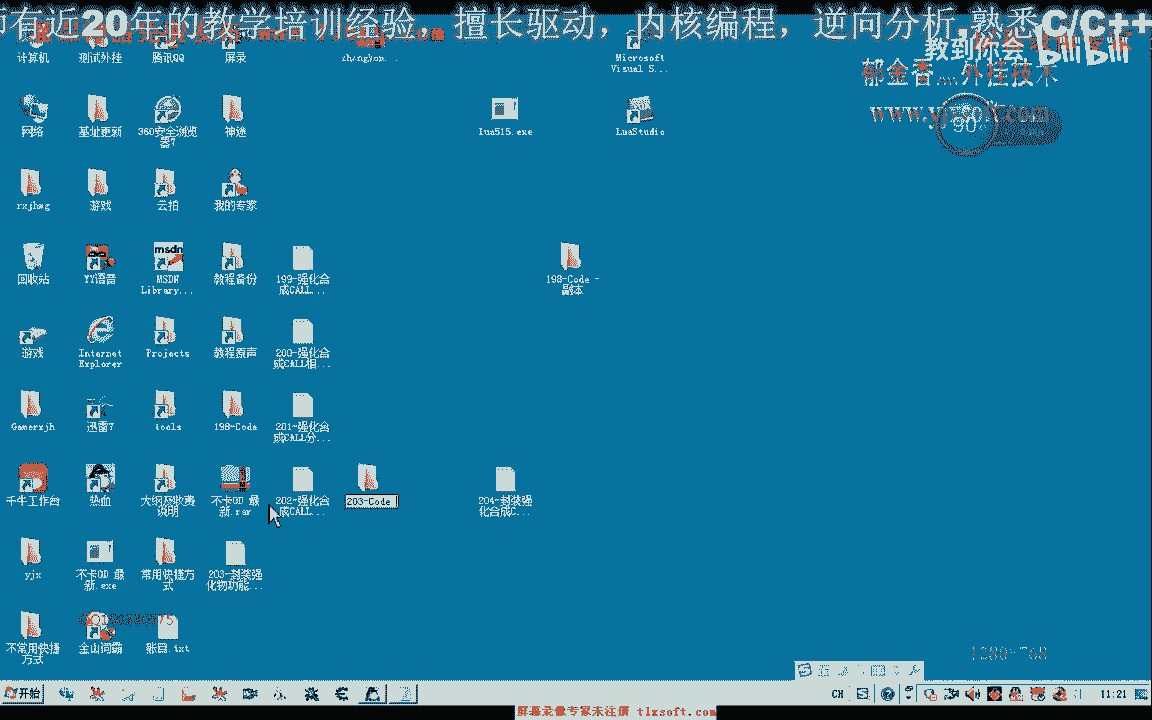 有近20年的教学培训经验，擅长驱动，内核编程，逆向分析,熟悉C/C++
教到你会
bilibili
郁金香
外挂技术
www.yjxsoft.com
90%
计算机
测试外挂
腾讯QQ
屏录
Microsoft
Visual S...
网络
基址更新
360安全浏览
器7
神途
lua515.exe
LuaStudio
rxjhwg
游戏
云拍
我的专家
回收站
YY语音
msdn
MSDN
Library...
教程备份
199-强化合
成CALL...
198-Code -
副本
游戏
Internet
Explorer
Projects
教程原声
200-强化合
成CALL相...
Gamerxjh
迅雷7
tools
198-Code
201-强化合
成CALL分...
千牛工作台
热血
大纲及收费
说明
不卡OD 最
新.rar
202-强化合
成CALL...
203-Code
204-封装强
化合成C...
yjx
不卡OD 最
新.exe
常用快捷方
式
203-封装强
化物功能...
不常用快捷
方式
金山词霸
账目.txt
1280*768
开始
CH
11:21
屏幕录像专家未注册 tlxsoft.com